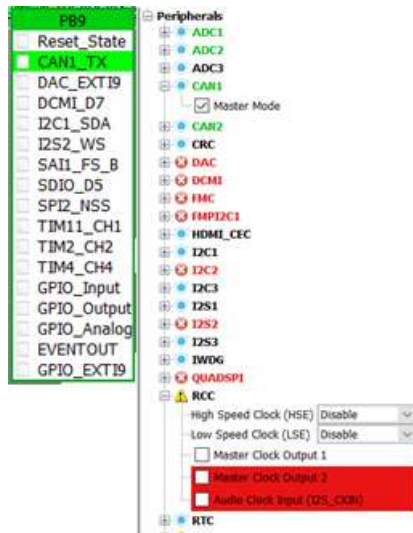 PB9
Reset_State
CAN1_TX
DAC_EXTI9
DCMI_D7
I2C1_SDA
I2S2_WS
SAI1_FS_B
SDIO_D5
SPI2_NSS
TIM11_CH1
TIM2_CH2
TIM4_CH4
GPIO_Input
GPIO_Output
GPIO_Analog
EVENTOUT
GPIO_EXTI9
Peripherals
ADC1
ADC2
ADC3
CAN1
Master Mode
CAN2
CRC
DAC
DCMI
FMC
FMPI2C1
HDMI_CEC
I2C1
I2C2
I2C3
I2S1
I2S2
I2S3
IWDG
QUADSPI
RCC
High Speed Clock (HSE) Disable
Low Speed Clock (LSE) Disable
Master Clock Output 1
Master Clock Output 2
Audio Clock Input (I2S_CKIN)
RTC